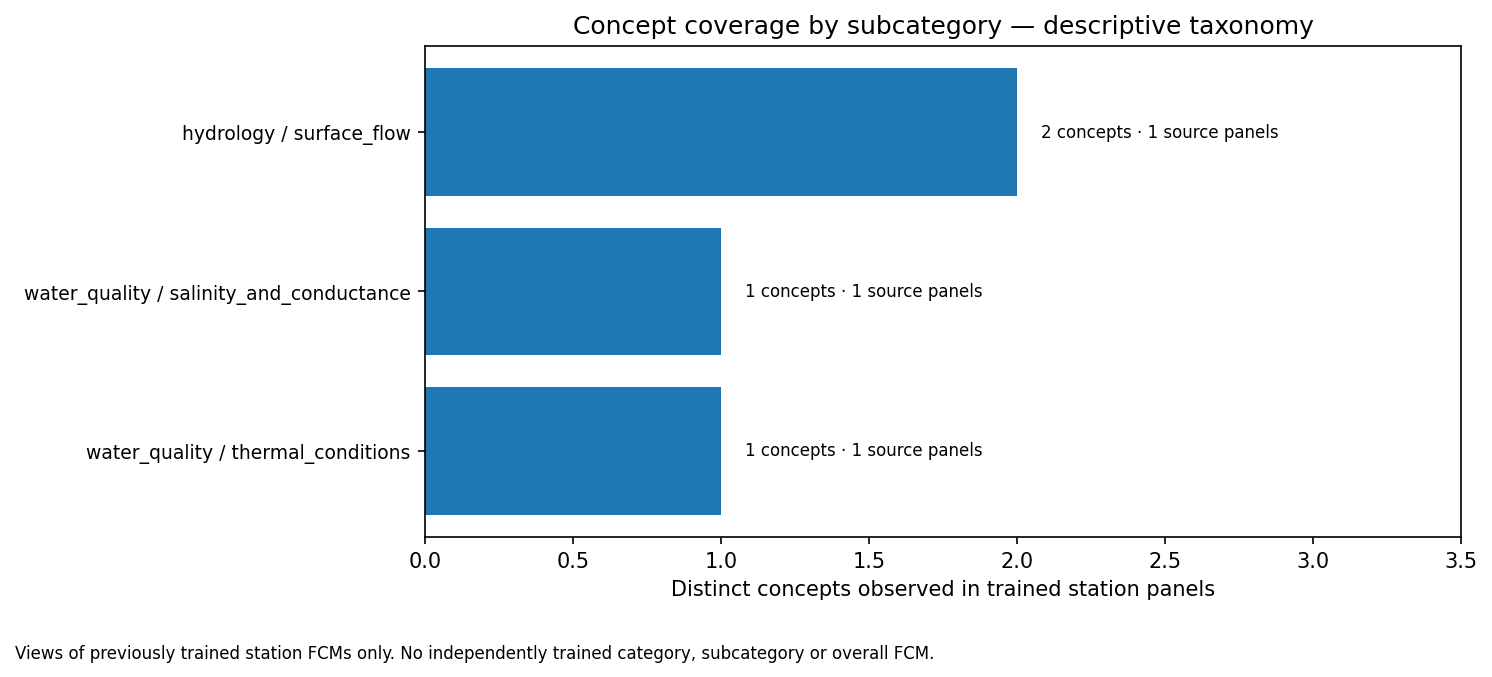 Concept coverage by subcategory — descriptive taxonomy
hydrology / surface_flow
2 concepts · 1 source panels
water_quality / salinity_and_conductance
1 concepts · 1 source panels
water_quality / thermal_conditions
1 concepts · 1 source panels
0.0 0.5 1.0 1.5 2.0 2.5 3.0 3.5
Distinct concepts observed in trained station panels
Views of previously trained station FCMs only. No independently trained category, subcategory or overall FCM.